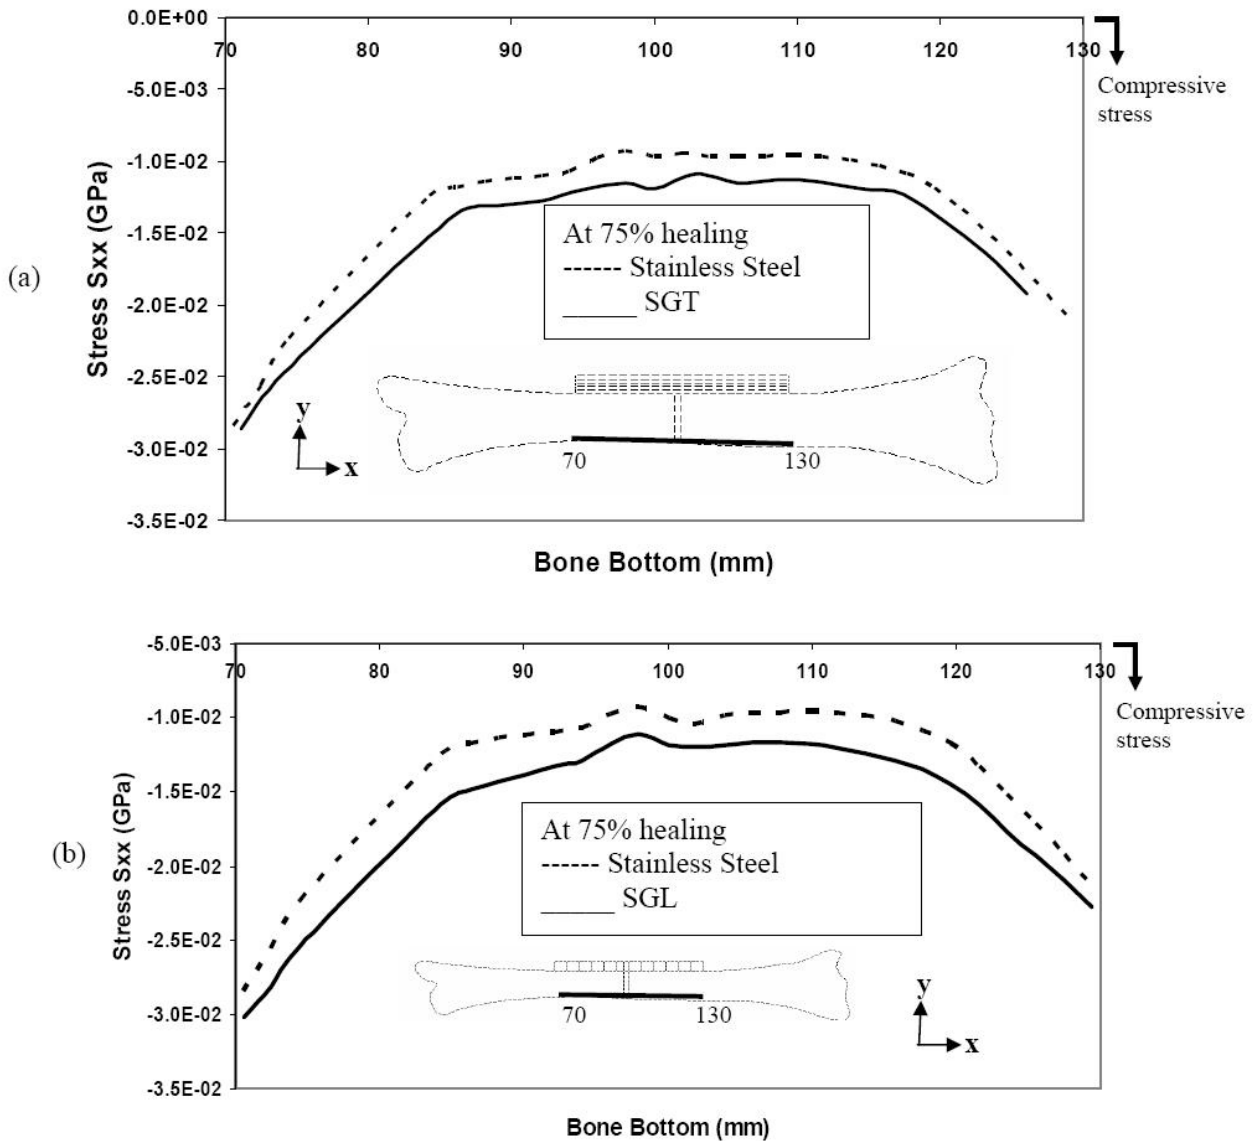 0.0E+00
70 80 90 100 110 120 130
-5.0E-03
-1.0E-02
-1.5E-02
-2.0E-02
-2.5E-02
-3.0E-02
-3.5E-02
Compressive
stress
Stress Sxx (GPa)
(a)
At 75% healing
------ Stainless Steel
______ SGT
y
x
70 130
Bone Bottom (mm)
-5.0E-03
70 80 90 100 110 120 130
-1.0E-02
-1.5E-02
-2.0E-02
-2.5E-02
-3.0E-02
-3.5E-02
Compressive
stress
Stress Sxx (GPa)
(b)
At 75% healing
------ Stainless Steel
______ SGL
70 130
y
x
Bone Bottom (mm)